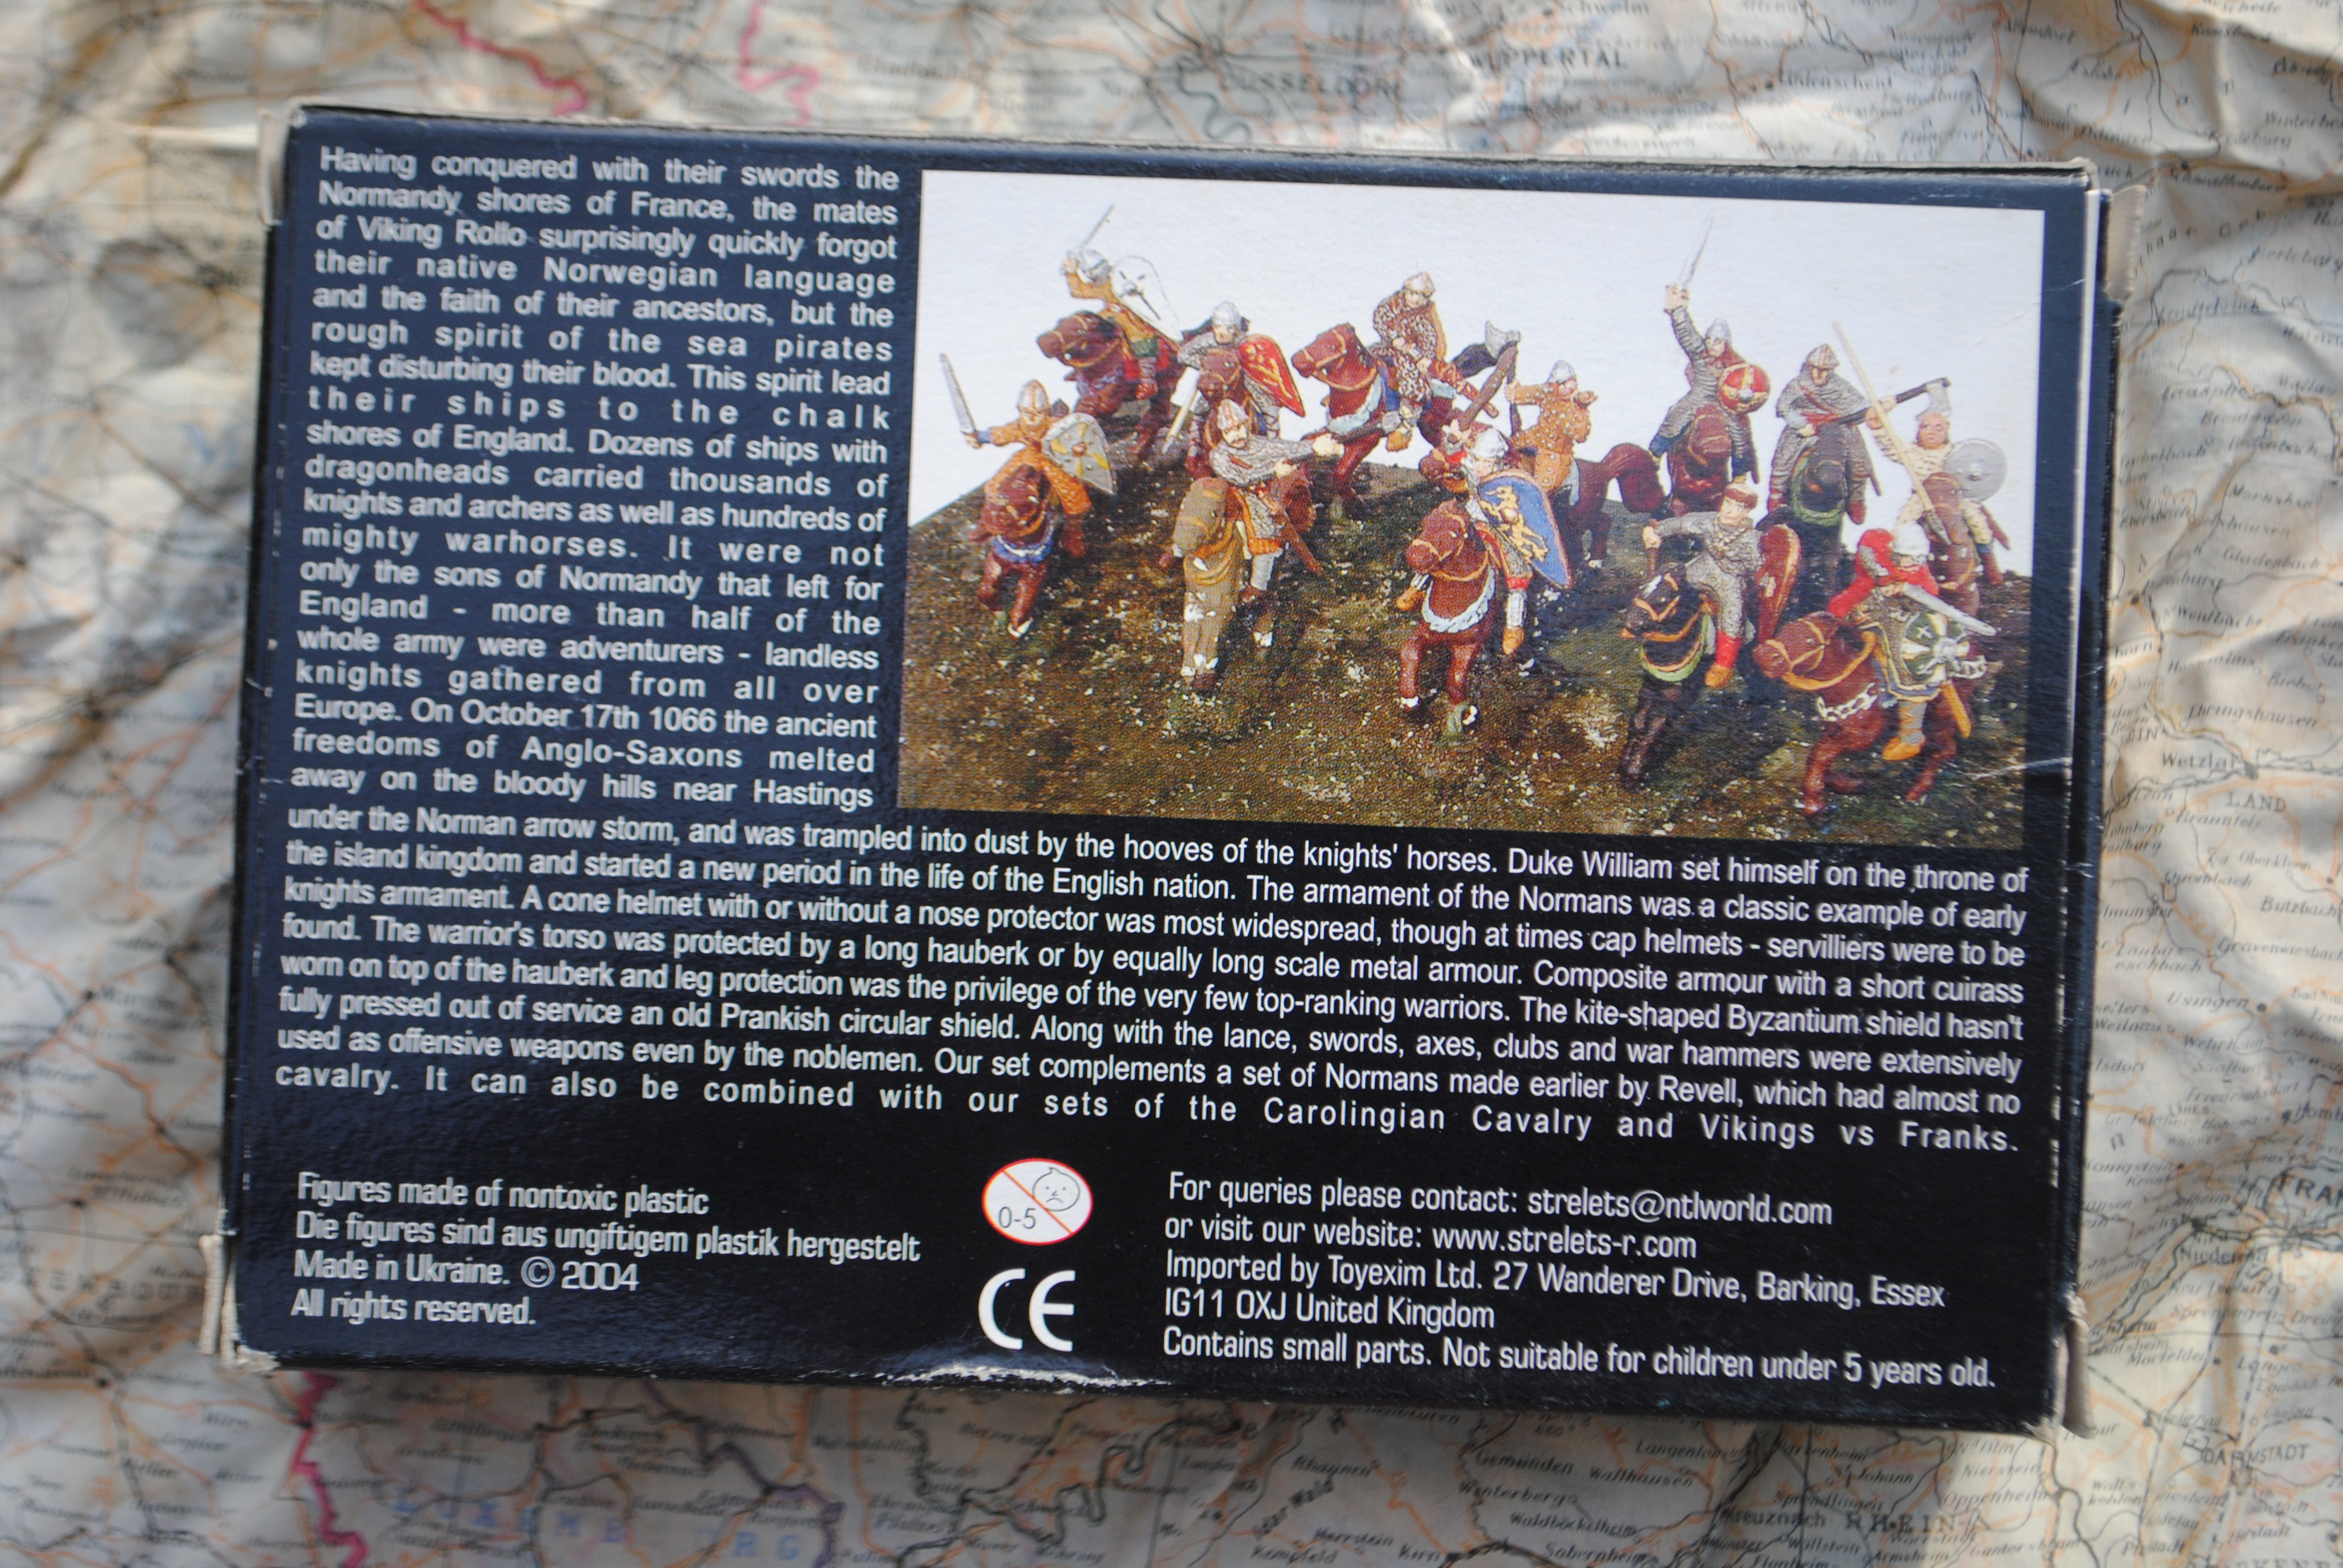 Having conquered with their swords the
Normandy shores of France, the mates
of Viking Rollo surprisingly quickly forgot
their native Norwegian language
and the faith of their ancestors, but the
rough spirit of the sea pirates
kept disturbing their blood. This spirit lead
their ships to the chalk
shores of England. Dozens of ships with
dragonheads carried thousands of
knights and archers as well as hundreds of
mighty warhorses. It were not
only the sons of Normandy that left for
England - more than half of the
whole army were adventurers - landless
knights gathered from all over
Europe. On October 17th 1066 the ancient
freedoms of Anglo-Saxons melted
away on the bloody hills near Hastings
under the Norman arrow storm, and was trampled into dust by the hooves of the knights' horses. Duke William set himself on the throne of
the island kingdom and started a new period in the life of the English nation. The armament of the Normans was a classic example of early
knights armament. A cone helmet with or without a nose protector was most widespread, though at times cap helmets - servilliers were to be
found. The warrior's torso was protected by a long hauberk or by equally long scale metal armour. Composite armour with a short cuirass
worn on top of the hauberk and leg protection was the privilege of the very few top-ranking warriors. The kite-shaped Byzantium shield hasn't
fully pressed out of service an old Prankish circular shield. Along with the lance, swords, axes, clubs and war hammers were extensively
used as offensive weapons even by the noblemen. Our set complements a set of Normans made earlier by Revell, which had almost no
cavalry. It can also be combined with our sets of the Carolingian Cavalry and Vikings vs Franks.
Figures made of nontoxic plastic
Die figures sind aus ungiftigem plastik hergestelt
Made in Ukraine. © 2004
All rights reserved.
0-5
CE
For queries please contact: strelets@ntlworld.com
or visit our website: www.strelets-r.com
Imported by Toyexim Ltd. 27 Wanderer Drive, Barking, Essex
IG11 0XJ United Kingdom
Contains small parts. Not suitable for children under 5 years old.
WUPPERTAL
Wetzlar
LAND
Usingen
DARMSTADT
RHEIN